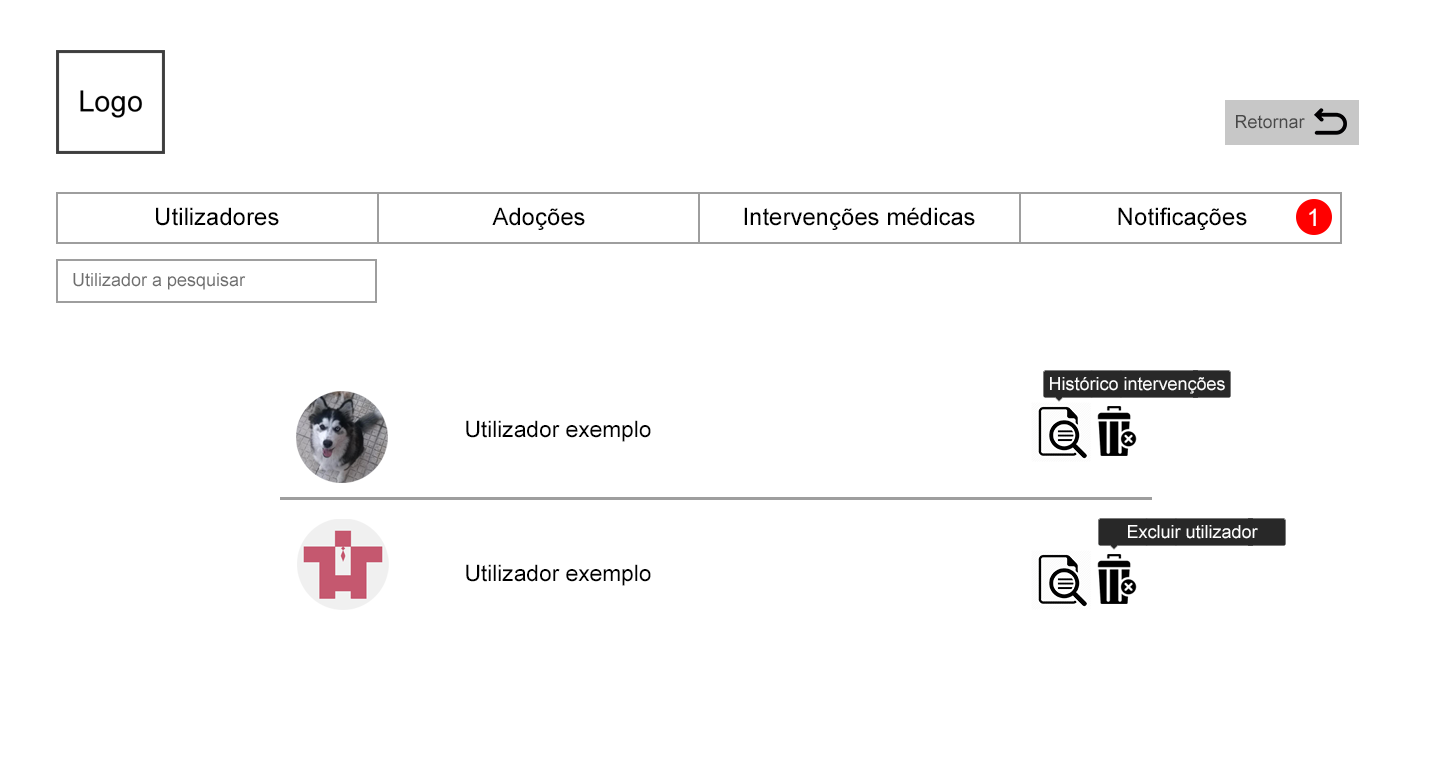 Logo
Retornar
Utilizadores
Adoções
Intervenções médicas
Notificações
1
Utilizador a pesquisar
Histórico intervenções
Utilizador exemplo
Excluir utilizador
Utilizador exemplo